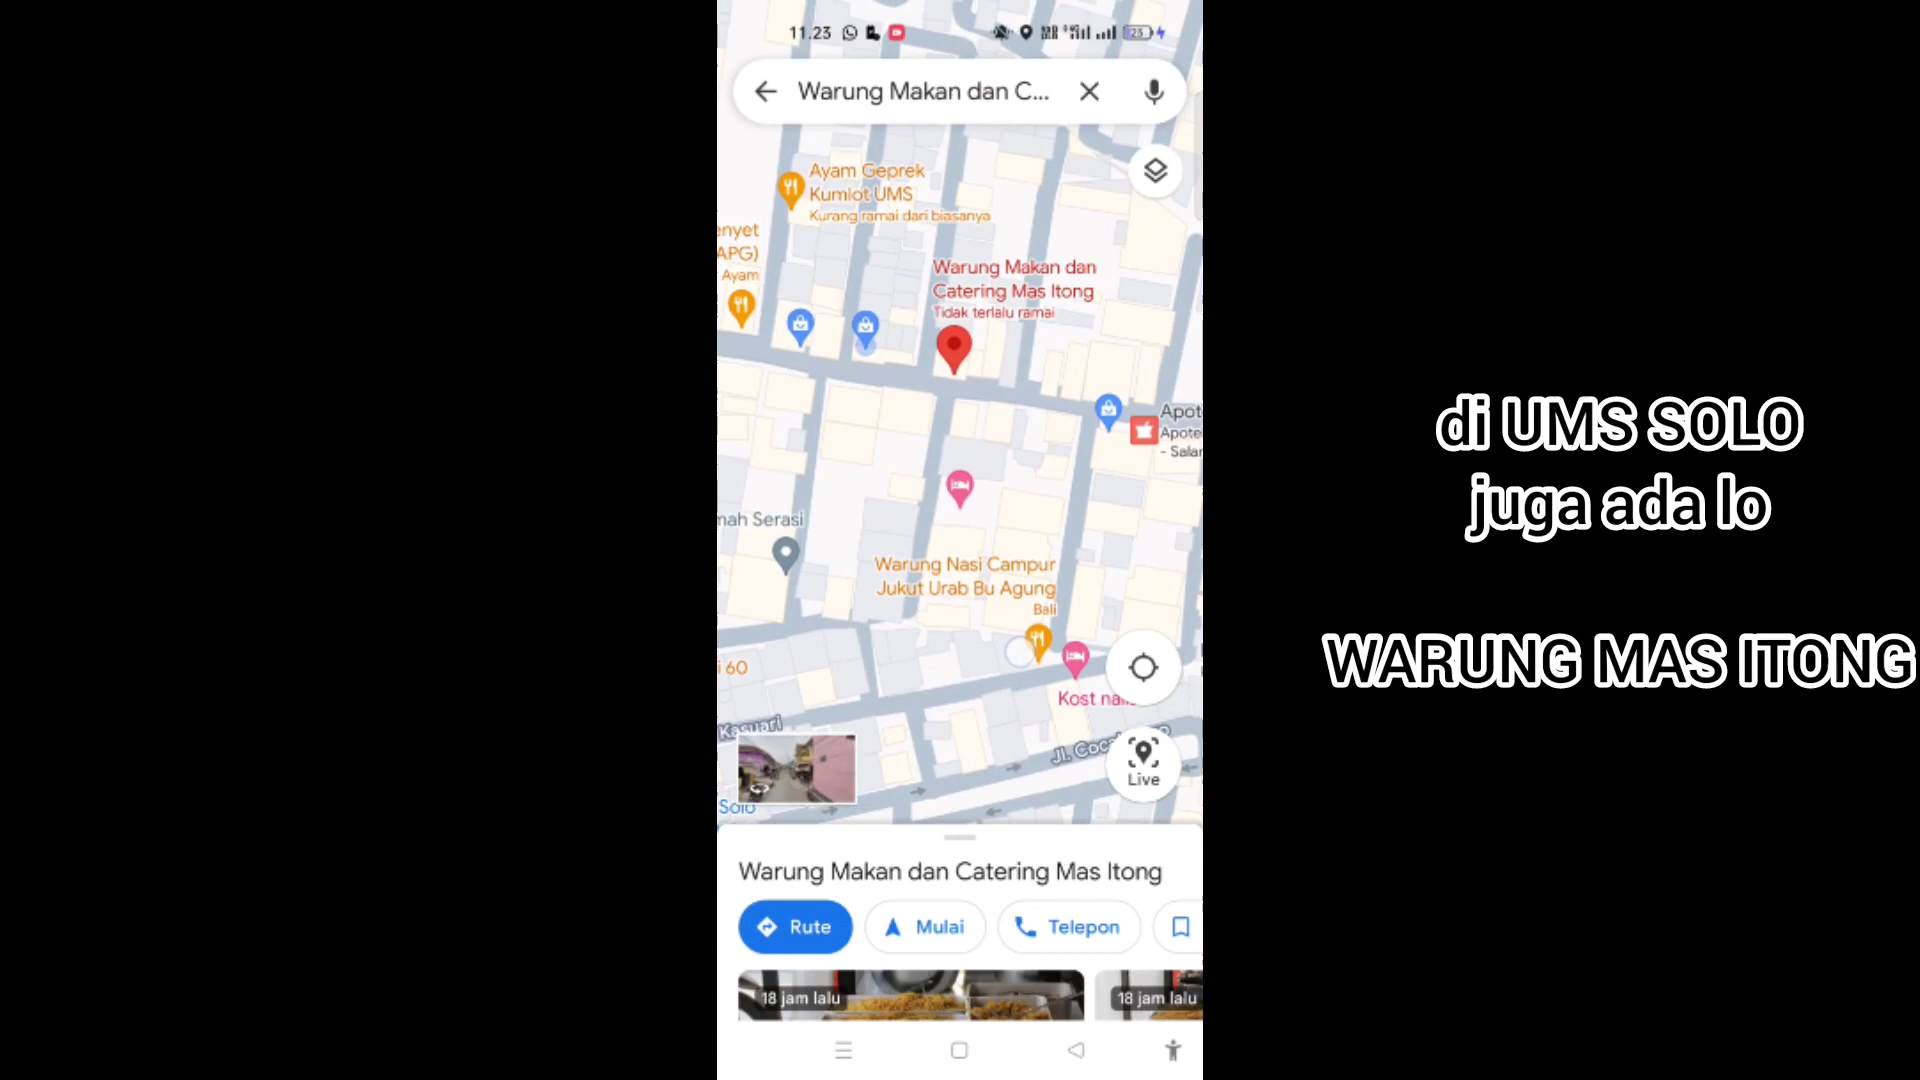 11.23
23
Warung Makan dan C...
Ayam Geprek
Kumlot UMS
Kurang ramai dari biasanya
enyet
APG)
Ayam
Warung Makan dan
Catering Mas Itong
Tidak terlalu ramai
Apot
Apote
- Salar
mah Serasi
Warung Nasi Campur
Jukut Urab Bu Agung
Bali
i 60
Kost nai...
Kasuari
Jl. Coca
Live
Solo
Warung Makan dan Catering Mas Itong
Rute
Mulai
Telepon
18 jam lalu
18 jam lalu
di UMS SOLO
juga ada lo
WARUNG MAS ITONG